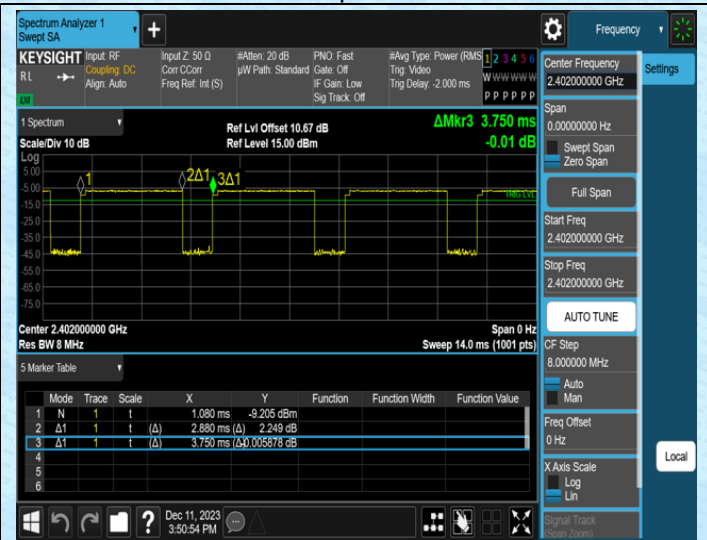 Spectrum Analyzer 1
Swept SA
+
Frequency
KEYSIGHT
RL
LXI
Input: RF
Coupling: DC
Align: Auto
Input Z: 50 Ω
Corr CCorr
Freq Ref: Int (S)
#Atten: 20 dB
µW Path: Standard
PNO: Fast
Gate: Off
IF Gain: Low
Sig Track: Off
#Avg Type: Power (RMS
Trig: Video
Trig Delay: -2.000 ms
1 2 3 4 5 6
W W W W W W
P P P P P P
1 Spectrum
Scale/Div 10 dB
Ref Lvl Offset 10.67 dB
Ref Level 15.00 dBm
ΔMkr3 3.750 ms
-0.01 dB
Log
5.00
-5.00
-15.0
-25.0
-35.0
-45.0
-55.0
-65.0
-75.0
1
2Δ1
3Δ1
TRIG LVL
Center 2.402000000 GHz
Res BW 8 MHz
Span 0 Hz
Sweep 14.0 ms (1001 pts)
5 Marker Table
Mode Trace Scale X Y Function Function Width Function Value
1 N 1 t 1.080 ms -9.205 dBm
2 Δ1 1 t (Δ) 2.880 ms (Δ) 2.249 dB
3 Δ1 1 t (Δ) 3.750 ms (Δ)-0.005878 dB
4
5
6
?
Dec 11, 2023
3:50:54 PM
Center Frequency
2.402000000 GHz
Span
0.00000000 Hz
Swept Span
Zero Span
Full Span
Start Freq
2.402000000 GHz
Stop Freq
2.402000000 GHz
AUTO TUNE
CF Step
8.000000 MHz
Auto
Man
Freq Offset
0 Hz
X Axis Scale
Log
Lin
Signal Track
(Span Zoom)
Settings
Local